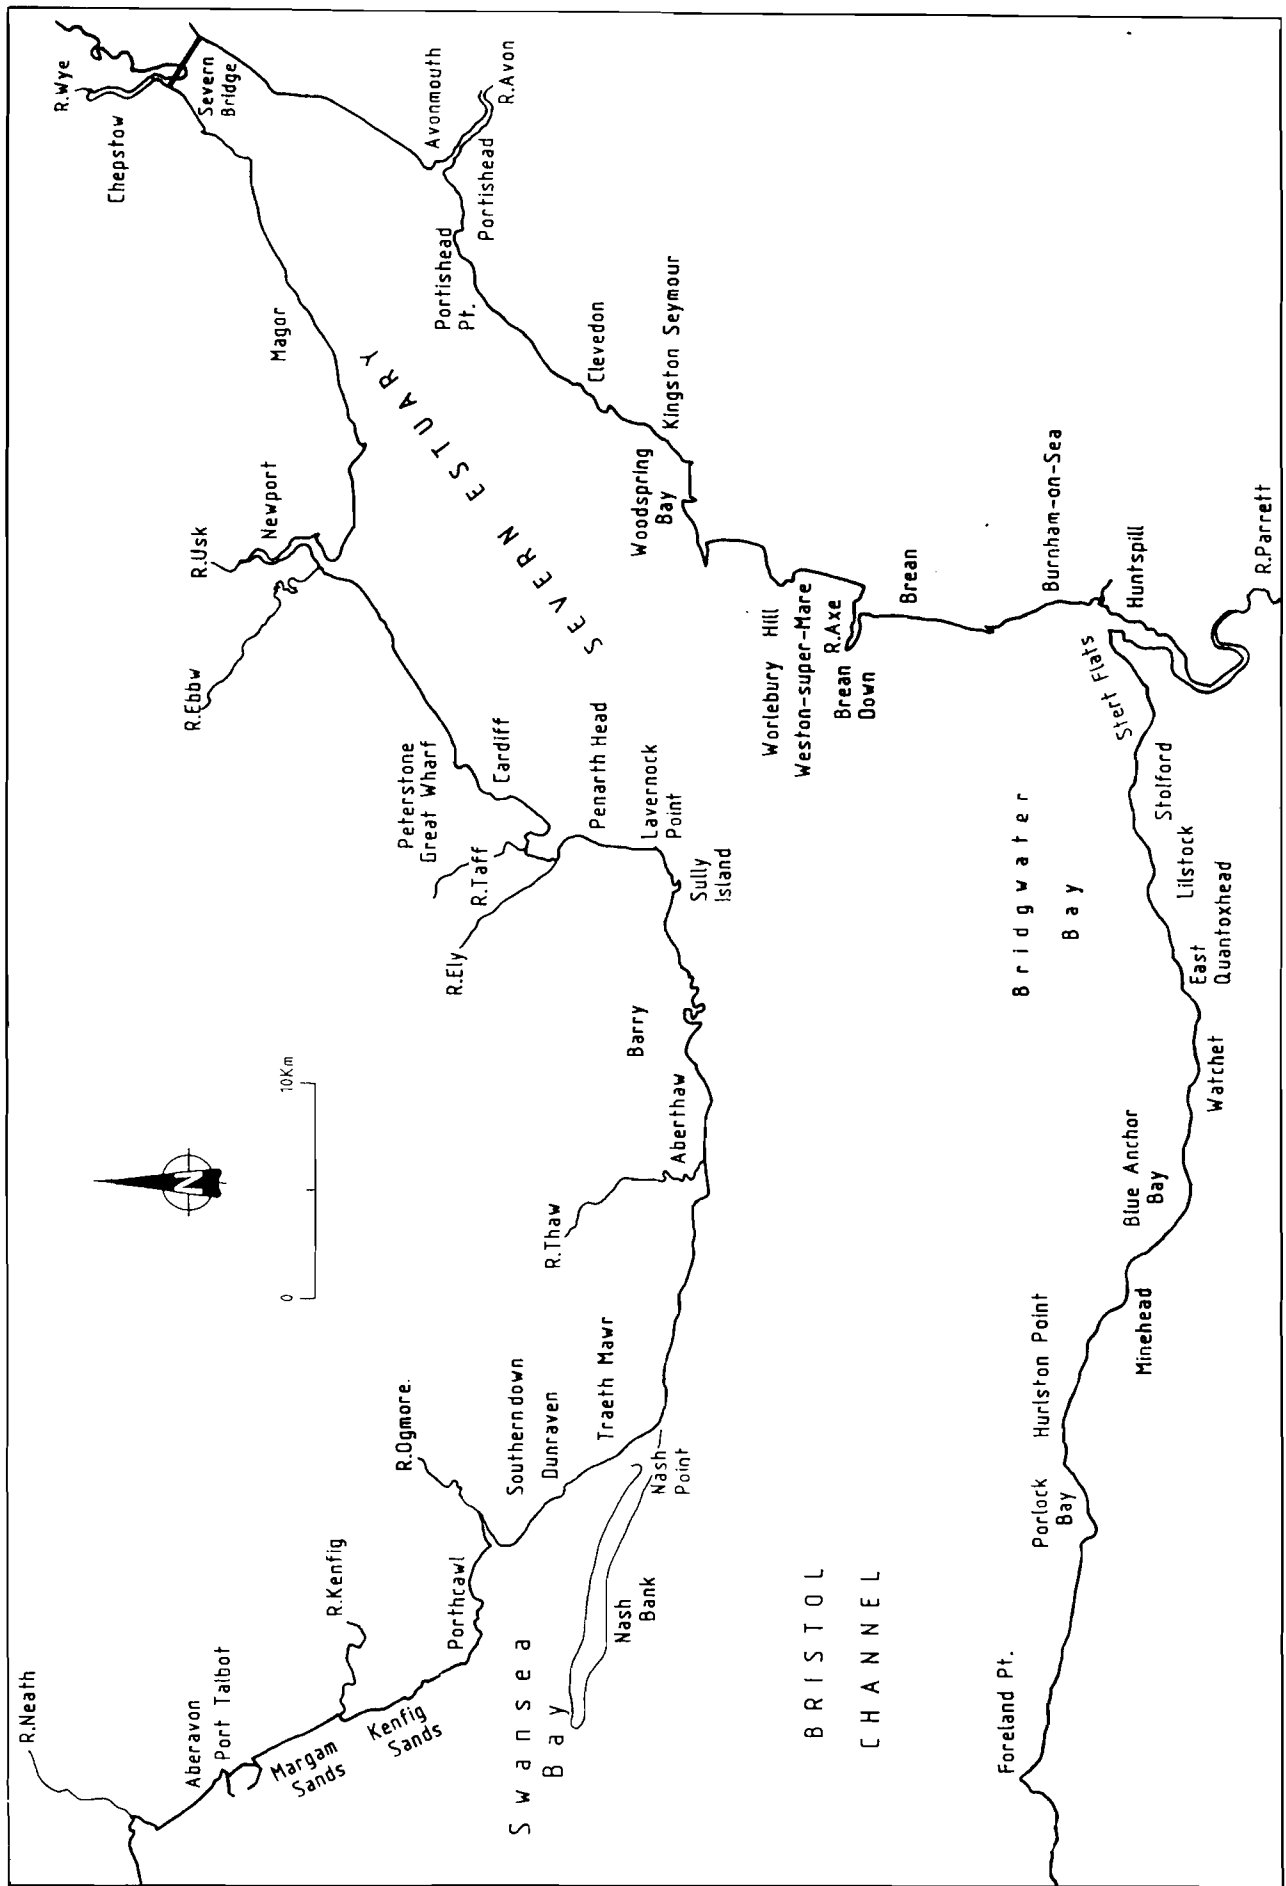 R.Neath
Aberavon
Port Talbot
Margam
Sands
Kenfig
Sands
R.Kenfig
Porthcawl
R.Ogmore.
Southerndown
Dunraven
Traeth Mawr
Nash
Point
Nash
Bank
Swansea
Bay
N
0
10Km
R.Thaw
Aberthaw
Barry
R.Ely
R.Taff
Peterstone
Great Wharf
Cardiff
Penarth Head
Lavernock
Point
Sully
Island
R.Ebbw
R.Usk
Newport
Magor
Chepstow
R.Wye
Severn
Bridge
SEVERN ESTUARY
Avonmouth
R.Avon
Portishead
Portishead
Pt.
Clevedon
Kingston Seymour
Woodspring
Bay
Worlebury Hill
Weston-super-Mare
R.Axe
Brean
Down
Brean
Burnham-on-Sea
Huntspill
R.Parrett
Stert Flats
Bridgwater
Bay
Stolford
Lilstock
East
Quantoxhead
Watchet
Blue Anchor
Bay
Minehead
Hurlston Point
Porlock
Bay
Foreland Pt.
BRISTOL
CHANNEL